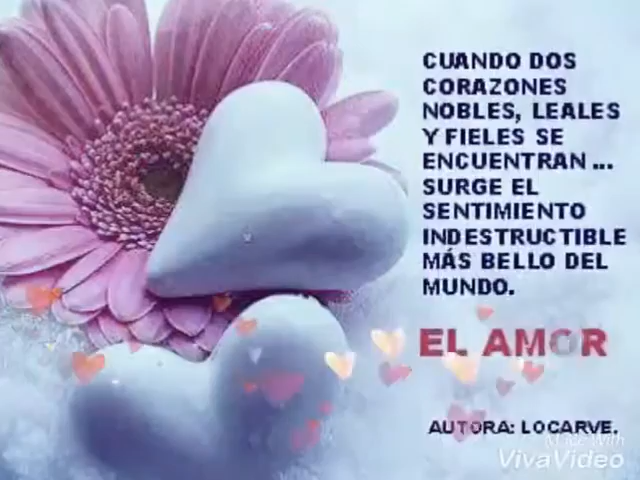 CUANDO DOS
CORAZONES
NOBLES, LEALES
Y FIELES SE
ENCUENTRAN ...
SURGE EL
SENTIMIENTO
INDESTRUCTIBLE
MÁS BELLO DEL
MUNDO.
EL AMOR
AUTORA: LOCARVE.
Made With
VivaVideo